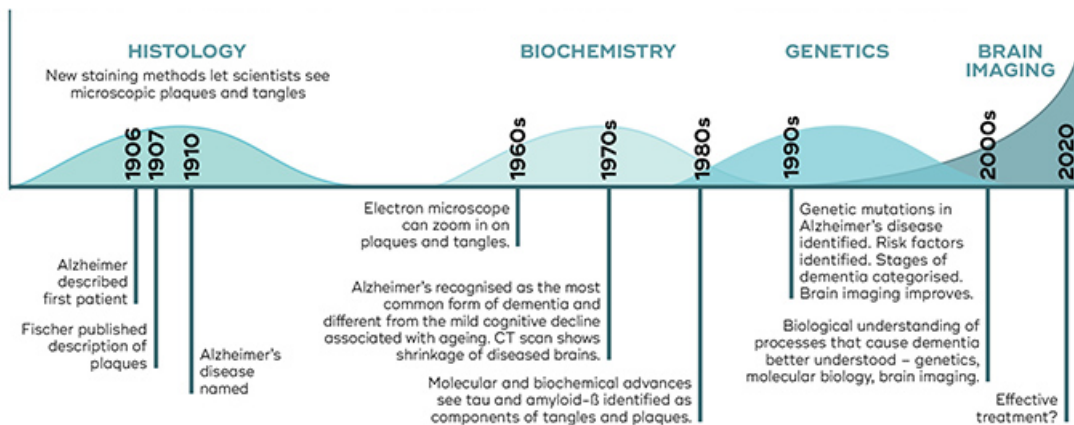 HISTOLOGY
New staining methods let scientists see
microscopic plaques and tangles
BIOCHEMISTRY
GENETICS
BRAIN
IMAGING
1906
1907
1910
1960s
1970s
1980s
1990s
2000s
2020
Alzheimer
described
first patient
Fischer published
description of
plaques
Alzheimer's
disease
named
Electron microscope
can zoom in on
plaques and tangles.
Alzheimer's recognised as the most
common form of dementia and
different from the mild cognitive decline
associated with ageing. CT scan shows
shrinkage of diseased brains.
Molecular and biochemical advances
see tau and amyloid-ß identified as
components of tangles and plaques.
Genetic mutations in
Alzheimer's disease
identified. Risk factors
identified. Stages of
dementia categorised.
Brain imaging improves.
Biological understanding of
processes that cause dementia
better understood – genetics,
molecular biology, brain imaging.
Effective
treatment?